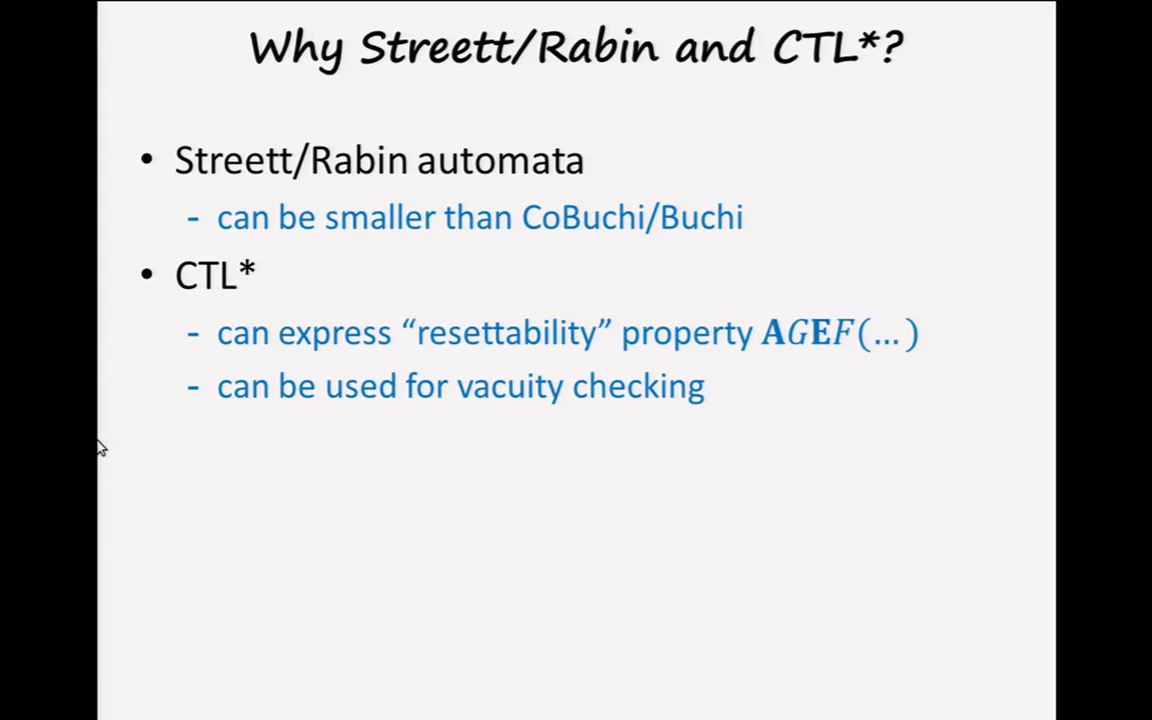 Why Streett/Rabin and CTL*?
• Streett/Rabin automata
- can be smaller than CoBuchi/Buchi
• CTL*
- can express “resettability” property AGEF(...)
- can be used for vacuity checking